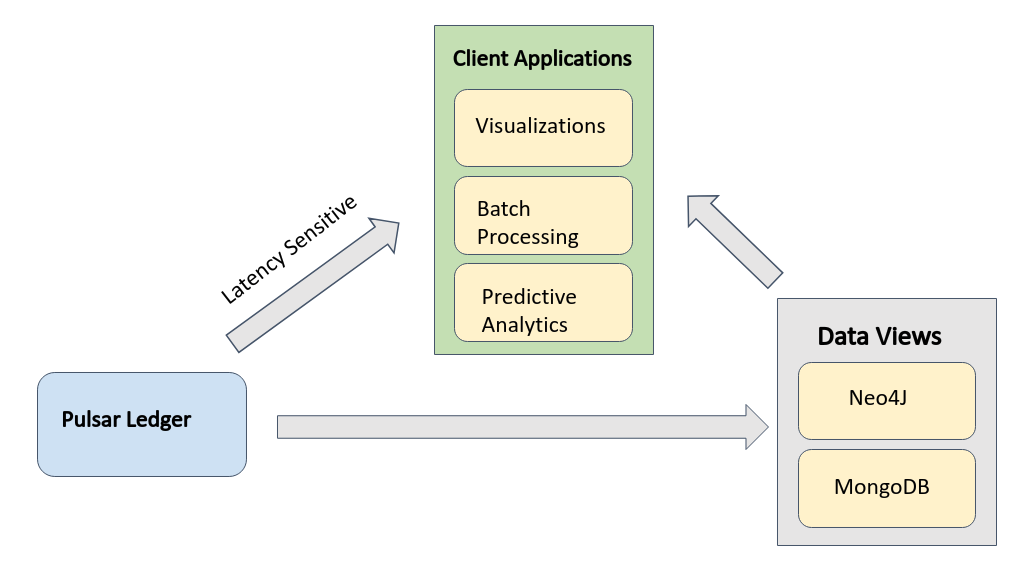 Client Applications
Visualizations
Batch
Processing
Predictive
Analytics
Latency Sensitive
Pulsar Ledger
Data Views
Neo4J
MongoDB